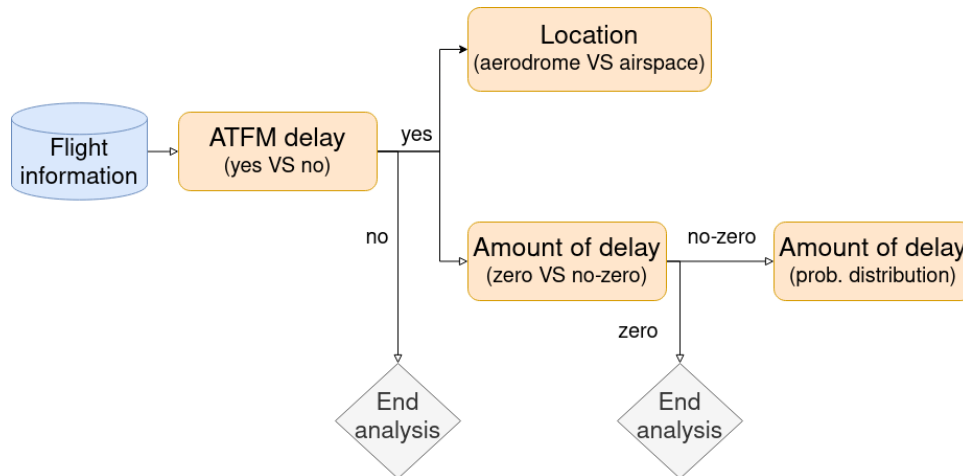 Location
(aerodrome VS airspace)
Flight
information
ATFM delay
(yes VS no)
yes
no
Amount of delay
(zero VS no-zero)
no-zero
Amount of delay
(prob. distribution)
zero
End
analysis
End
analysis